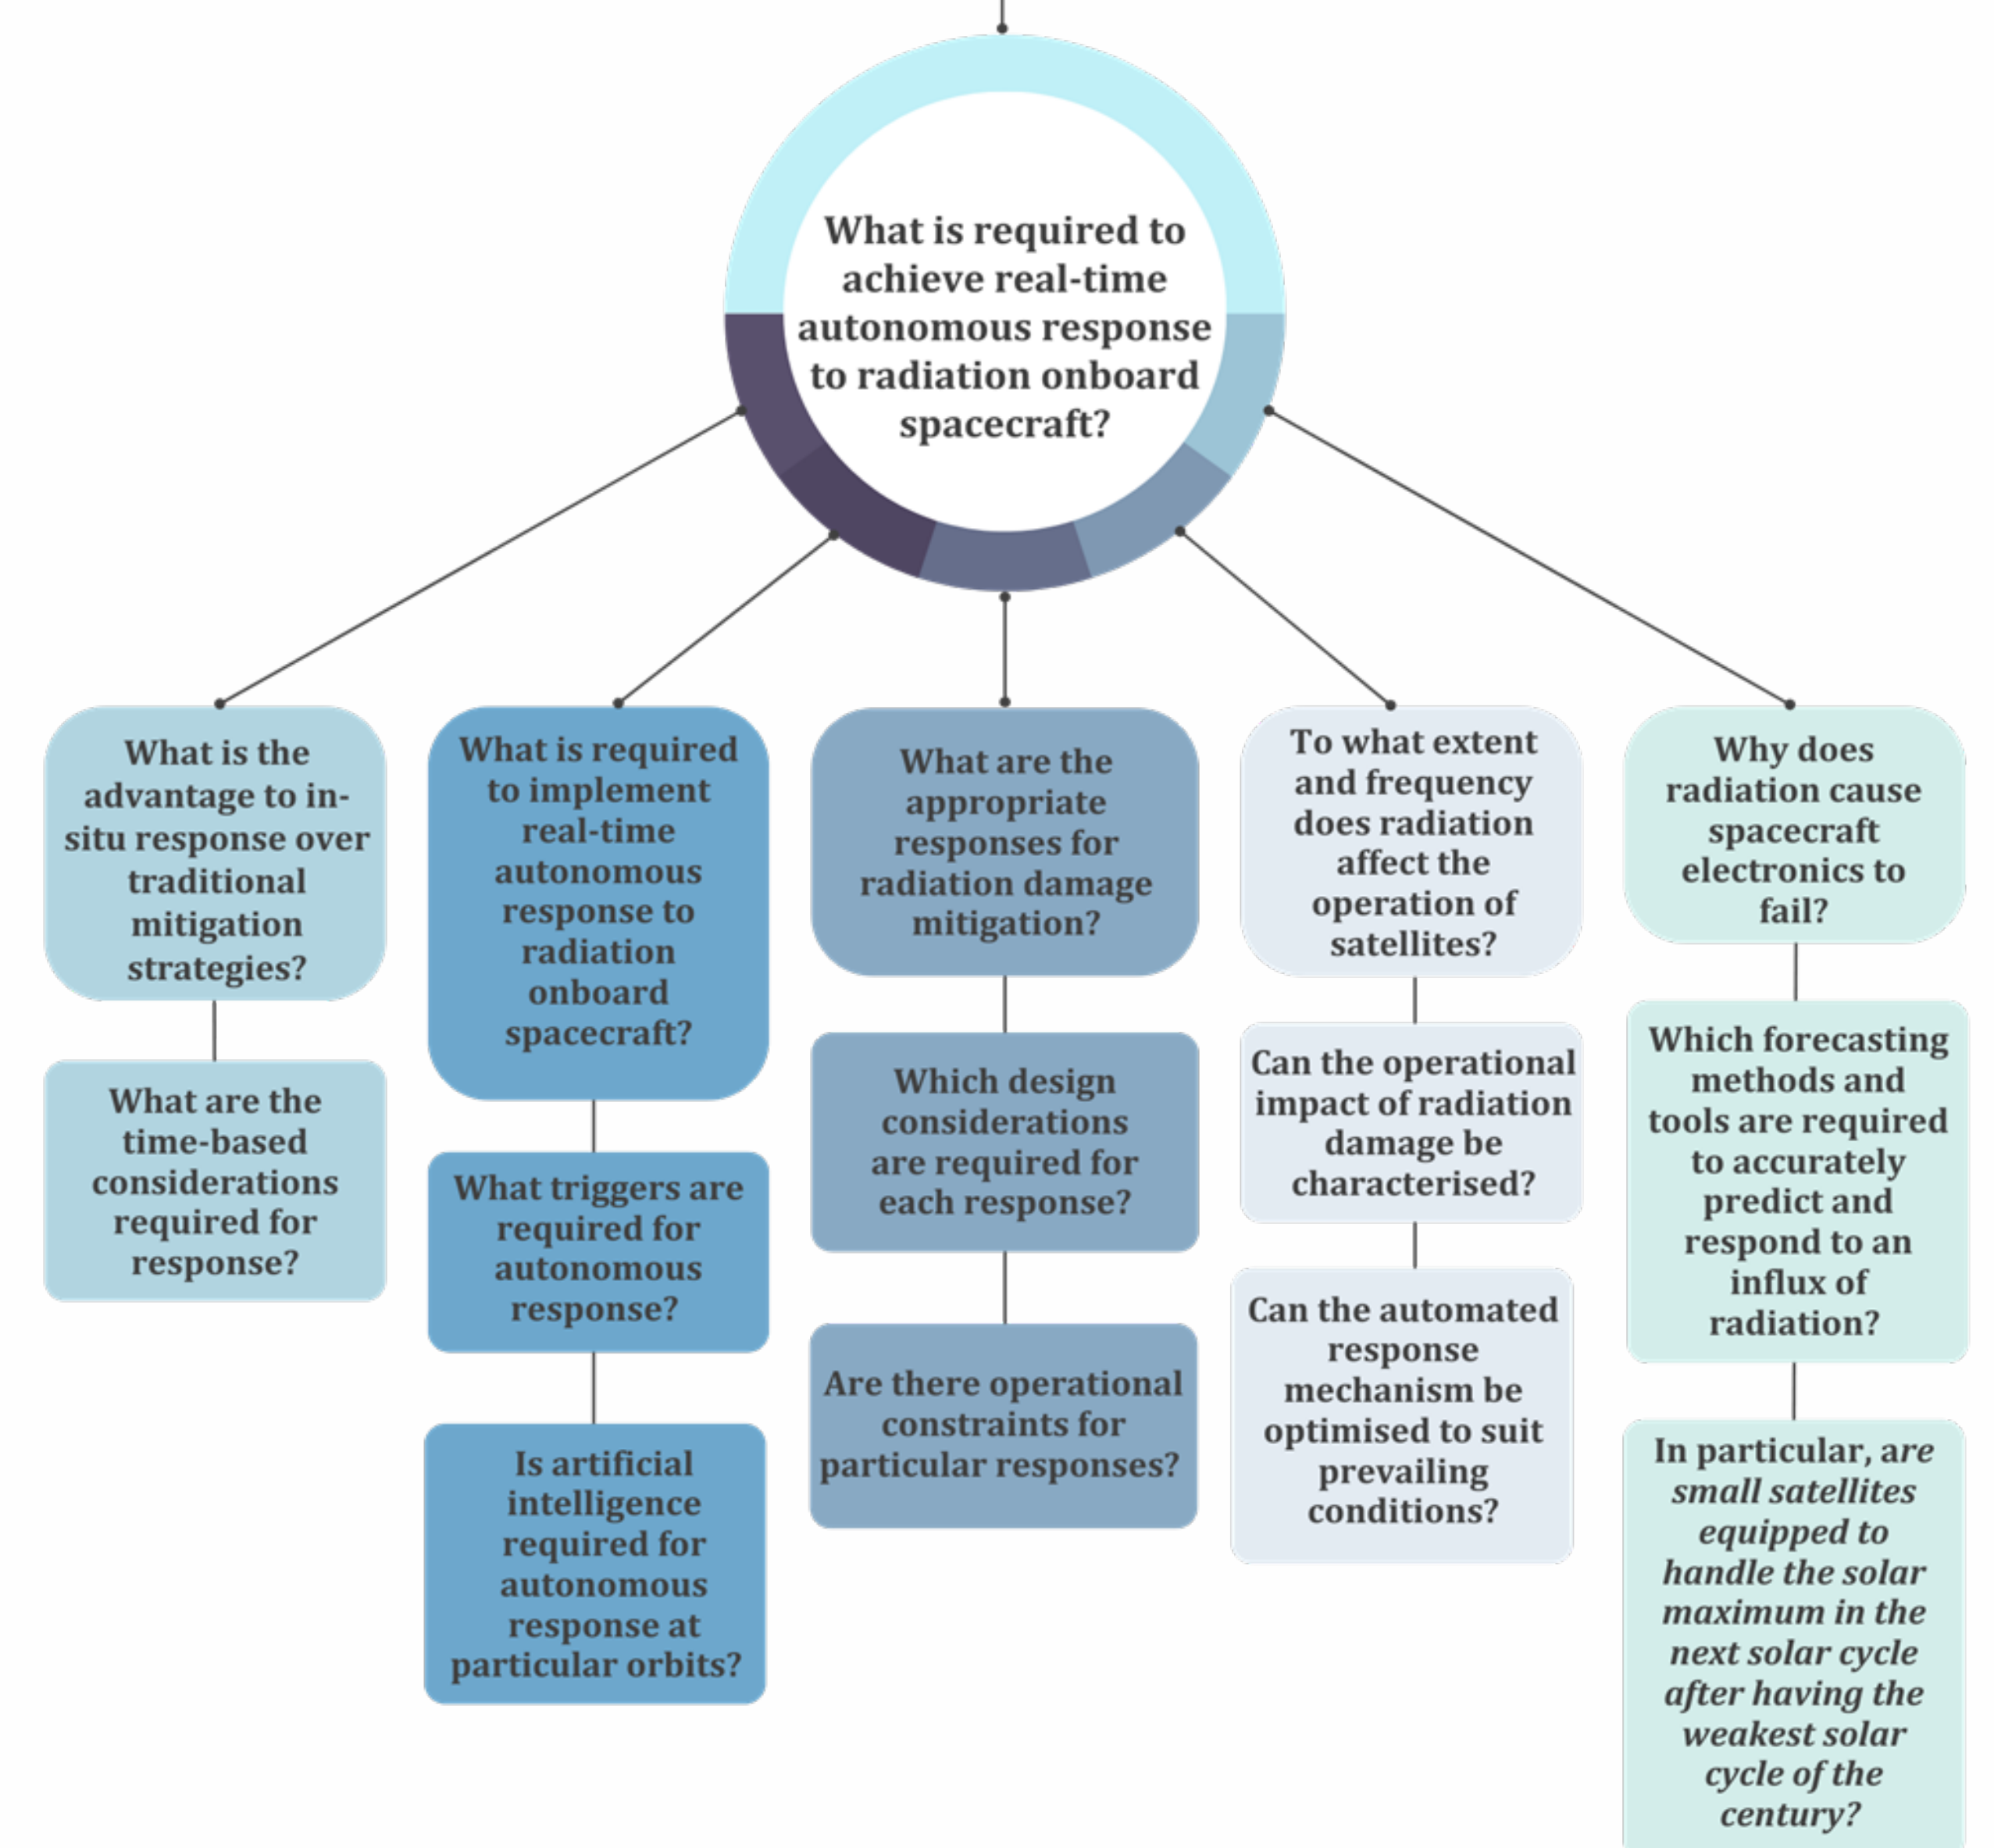 What is required to
achieve real-time
autonomous response
to radiation onboard
spacecraft?
What is the
advantage to in-
situ response over
traditional
mitigation
strategies?
What are the
time-based
considerations
required for
response?
What is required
to implement
real-time
autonomous
response to
radiation
onboard
spacecraft?
What triggers are
required for
autonomous
response?
Is artificial
intelligence
required for
autonomous
response at
particular orbits?
What are the
appropriate
responses for
radiation damage
mitigation?
Which design
considerations
are required for
each response?
Are there operational
constraints for
particular responses?
To what extent
and frequency
does radiation
affect the
operation of
satellites?
Can the operational
impact of radiation
damage be
characterised?
Can the automated
response
mechanism be
optimised to suit
prevailing
conditions?
Why does
radiation cause
spacecraft
electronics to
fail?
Which forecasting
methods and
tools are required
to accurately
predict and
respond to an
influx of
radiation?
In particular, are
small satellites
equipped to
handle the solar
maximum in the
next solar cycle
after having the
weakest solar
cycle of the
century?